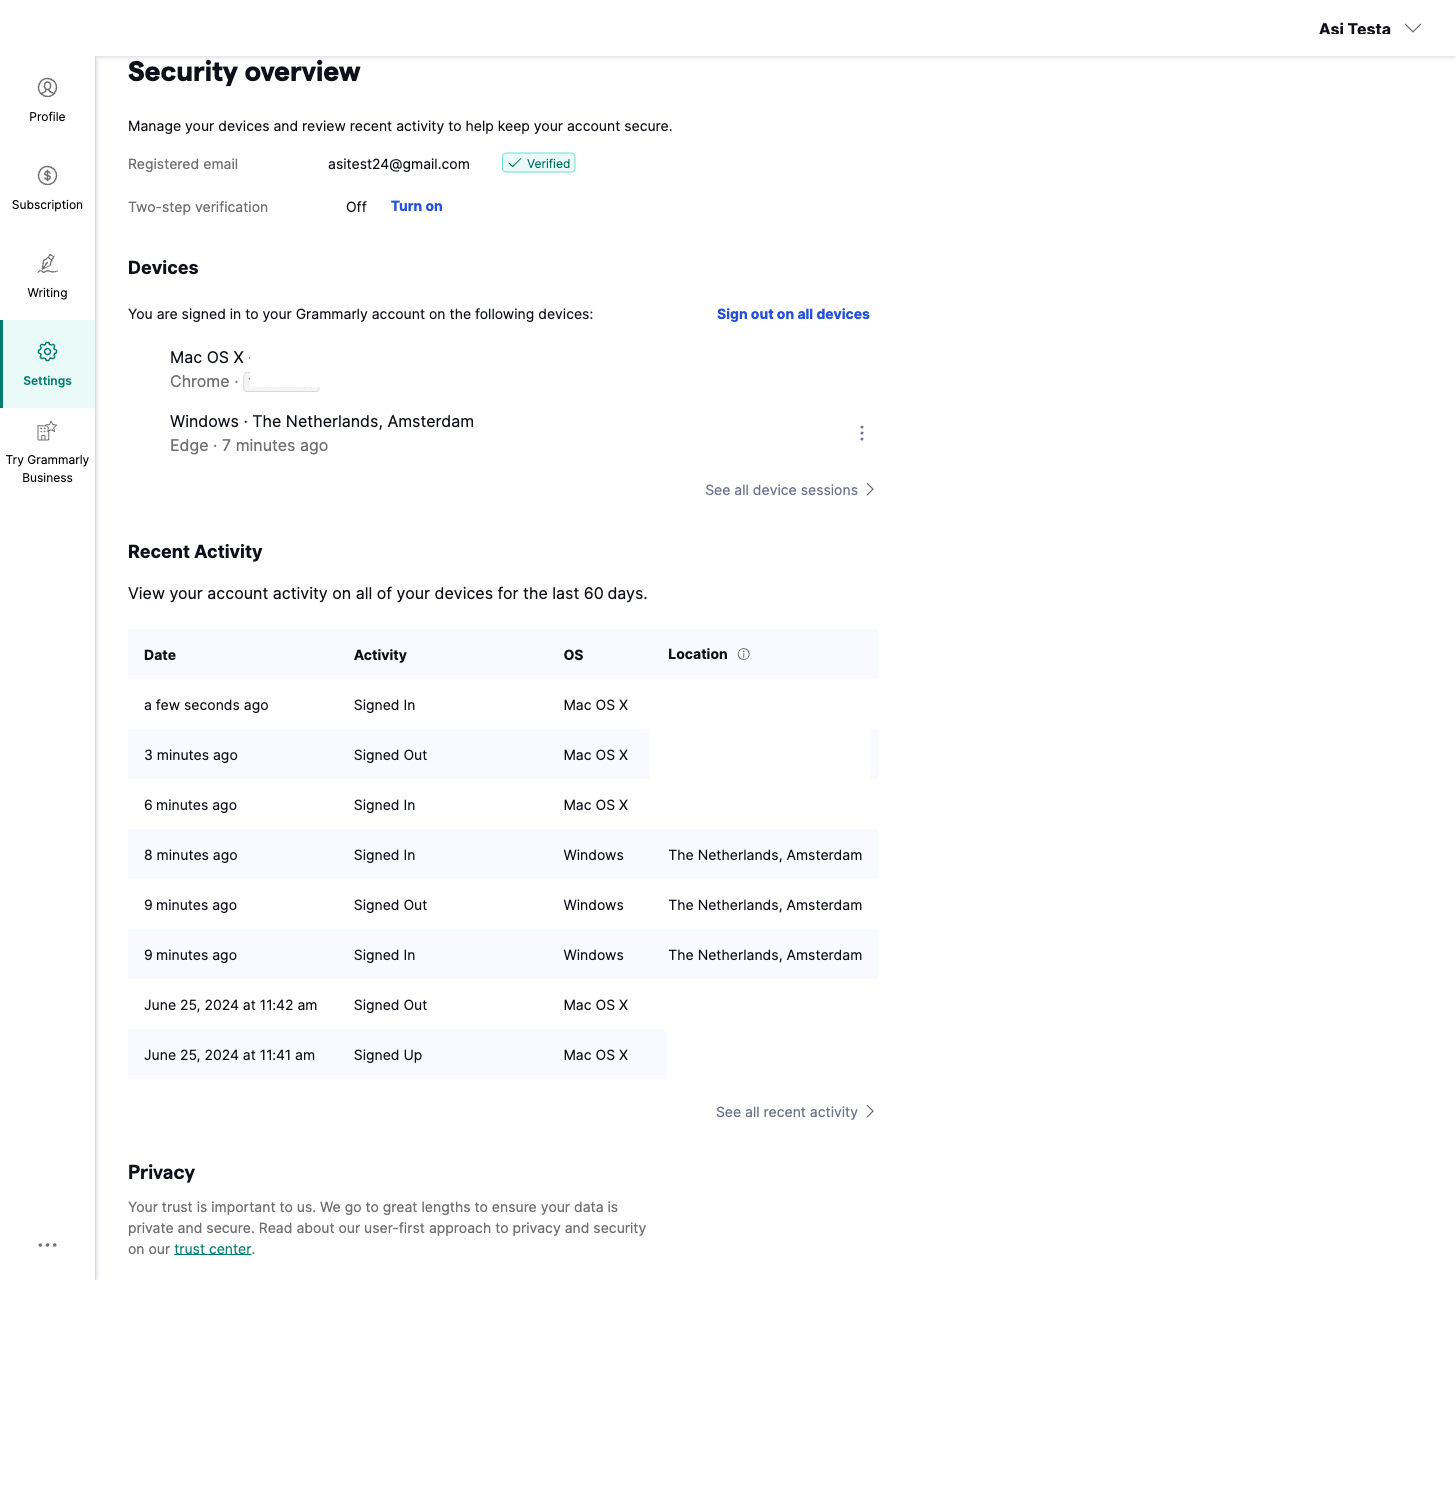 Asi Testa
Profile
Subscription
Writing
Settings
Try Grammarly
Business
Security overview
Manage your devices and review recent activity to help keep your account secure.
Registered email asitest24@gmail.com Verified
Two-step verification Off Turn on
Devices
You are signed in to your Grammarly account on the following devices: Sign out on all devices
Mac OS X ·
Chrome ·
Windows · The Netherlands, Amsterdam
Edge · 7 minutes ago
See all device sessions
Recent Activity
View your account activity on all of your devices for the last 60 days.
Date Activity OS Location
a few seconds ago Signed In Mac OS X
3 minutes ago Signed Out Mac OS X
6 minutes ago Signed In Mac OS X
8 minutes ago Signed In Windows The Netherlands, Amsterdam
9 minutes ago Signed Out Windows The Netherlands, Amsterdam
9 minutes ago Signed In Windows The Netherlands, Amsterdam
June 25, 2024 at 11:42 am Signed Out Mac OS X
June 25, 2024 at 11:41 am Signed Up Mac OS X
See all recent activity
Privacy
Your trust is important to us. We go to great lengths to ensure your data is
private and secure. Read about our user-first approach to privacy and security
on our trust center.